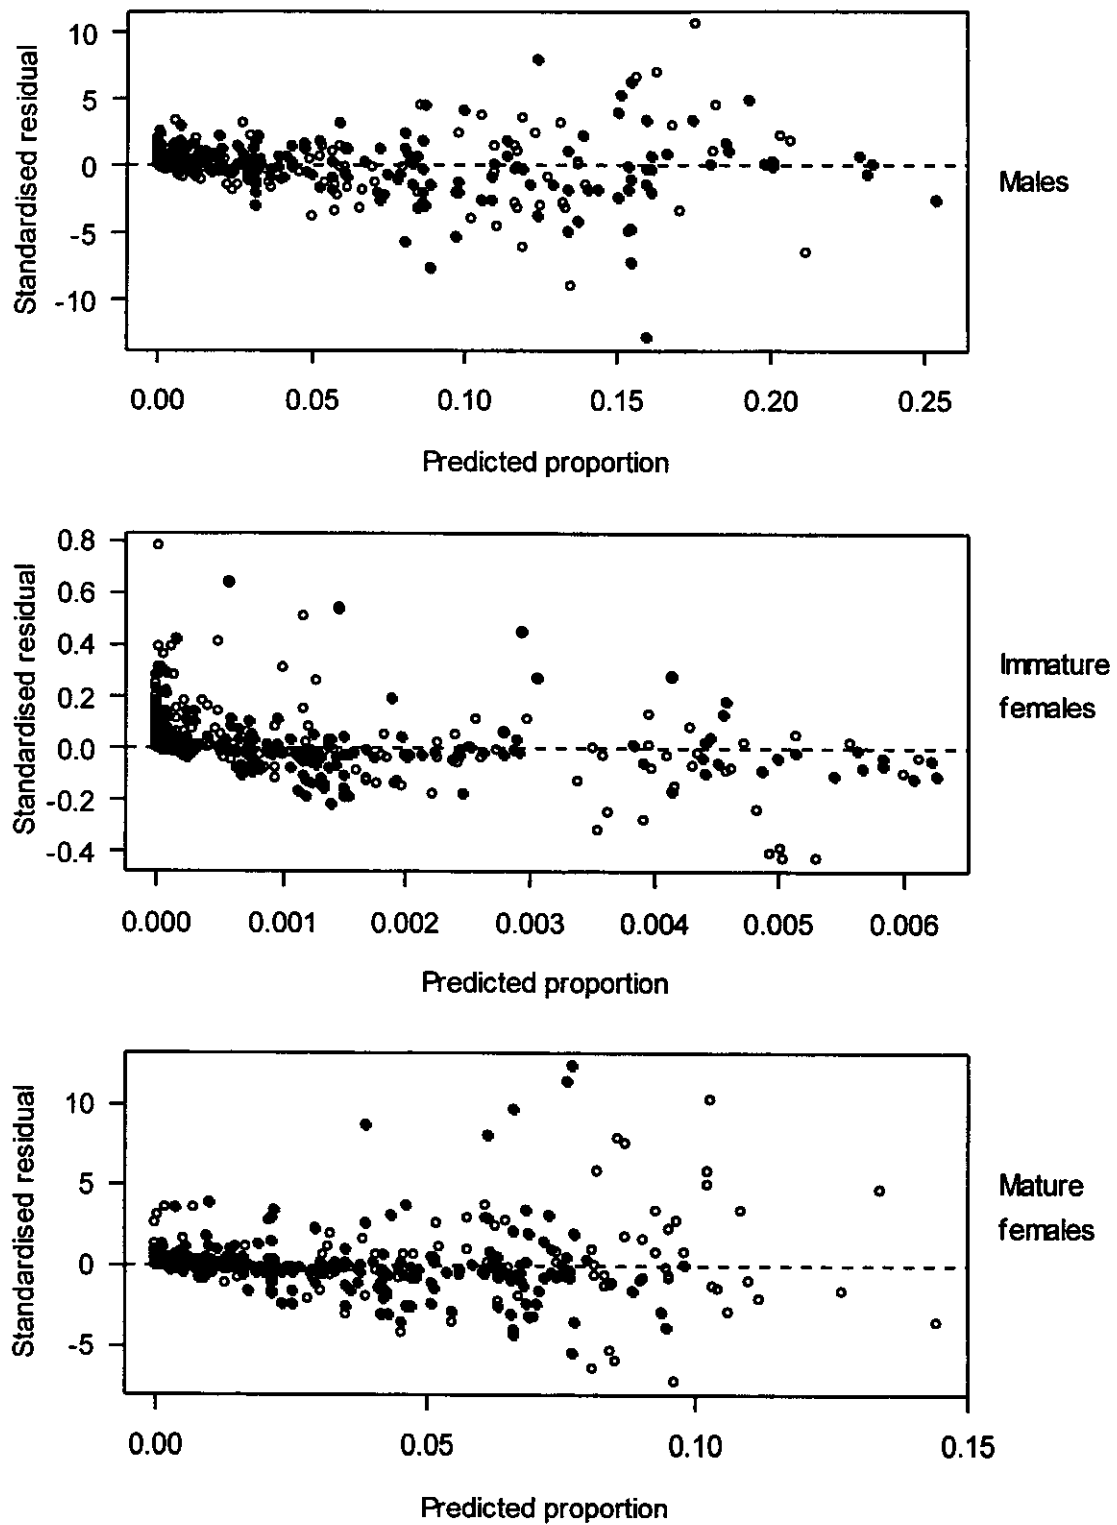 Standardised residual
10
5
0
-5
-10
0.00 0.05 0.10 0.15 0.20 0.25
Predicted proportion
Males
Standardised residual
0.8
0.6
0.4
0.2
0.0
-0.2
-0.4
0.000 0.001 0.002 0.003 0.004 0.005 0.006
Predicted proportion
Immature
females
Standardised residual
10
5
0
-5
0.00 0.05 0.10 0.15
Predicted proportion
Mature
females